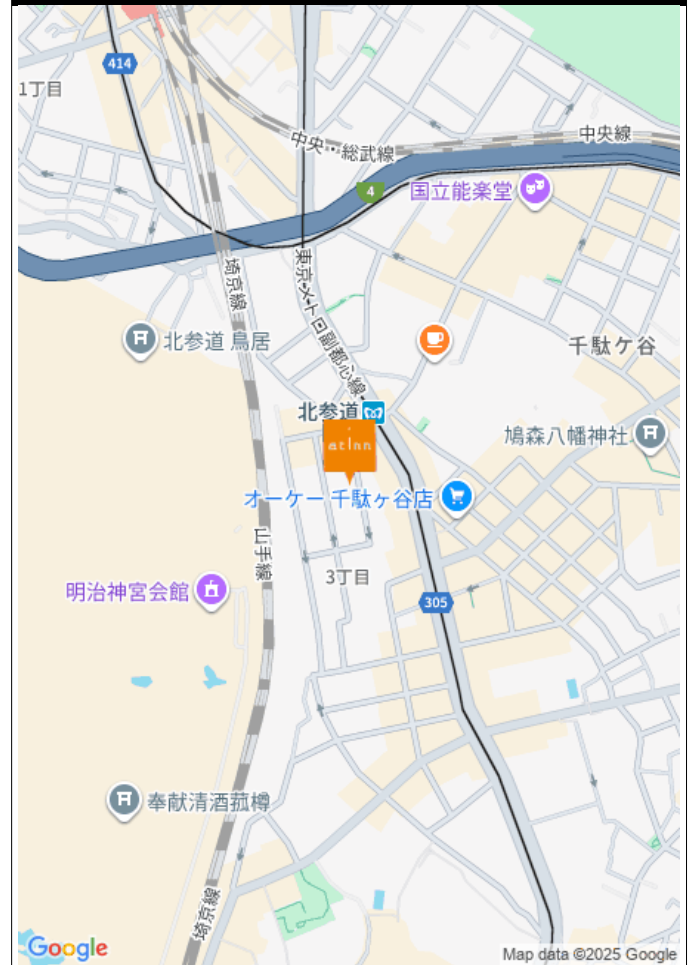 414
1丁目
中央・総武線
中央線
4
国立能楽堂
埼京線
東京メトロ副都心線
北参道 鳥居
千駄ケ谷
北参道
鳩森八幡神社
at Inn
オーケー 千駄ヶ谷店
山手線
3丁目
明治神宮会館
305
奉献清酒菰樽
埼京線
Google
Map data ©2025 Google